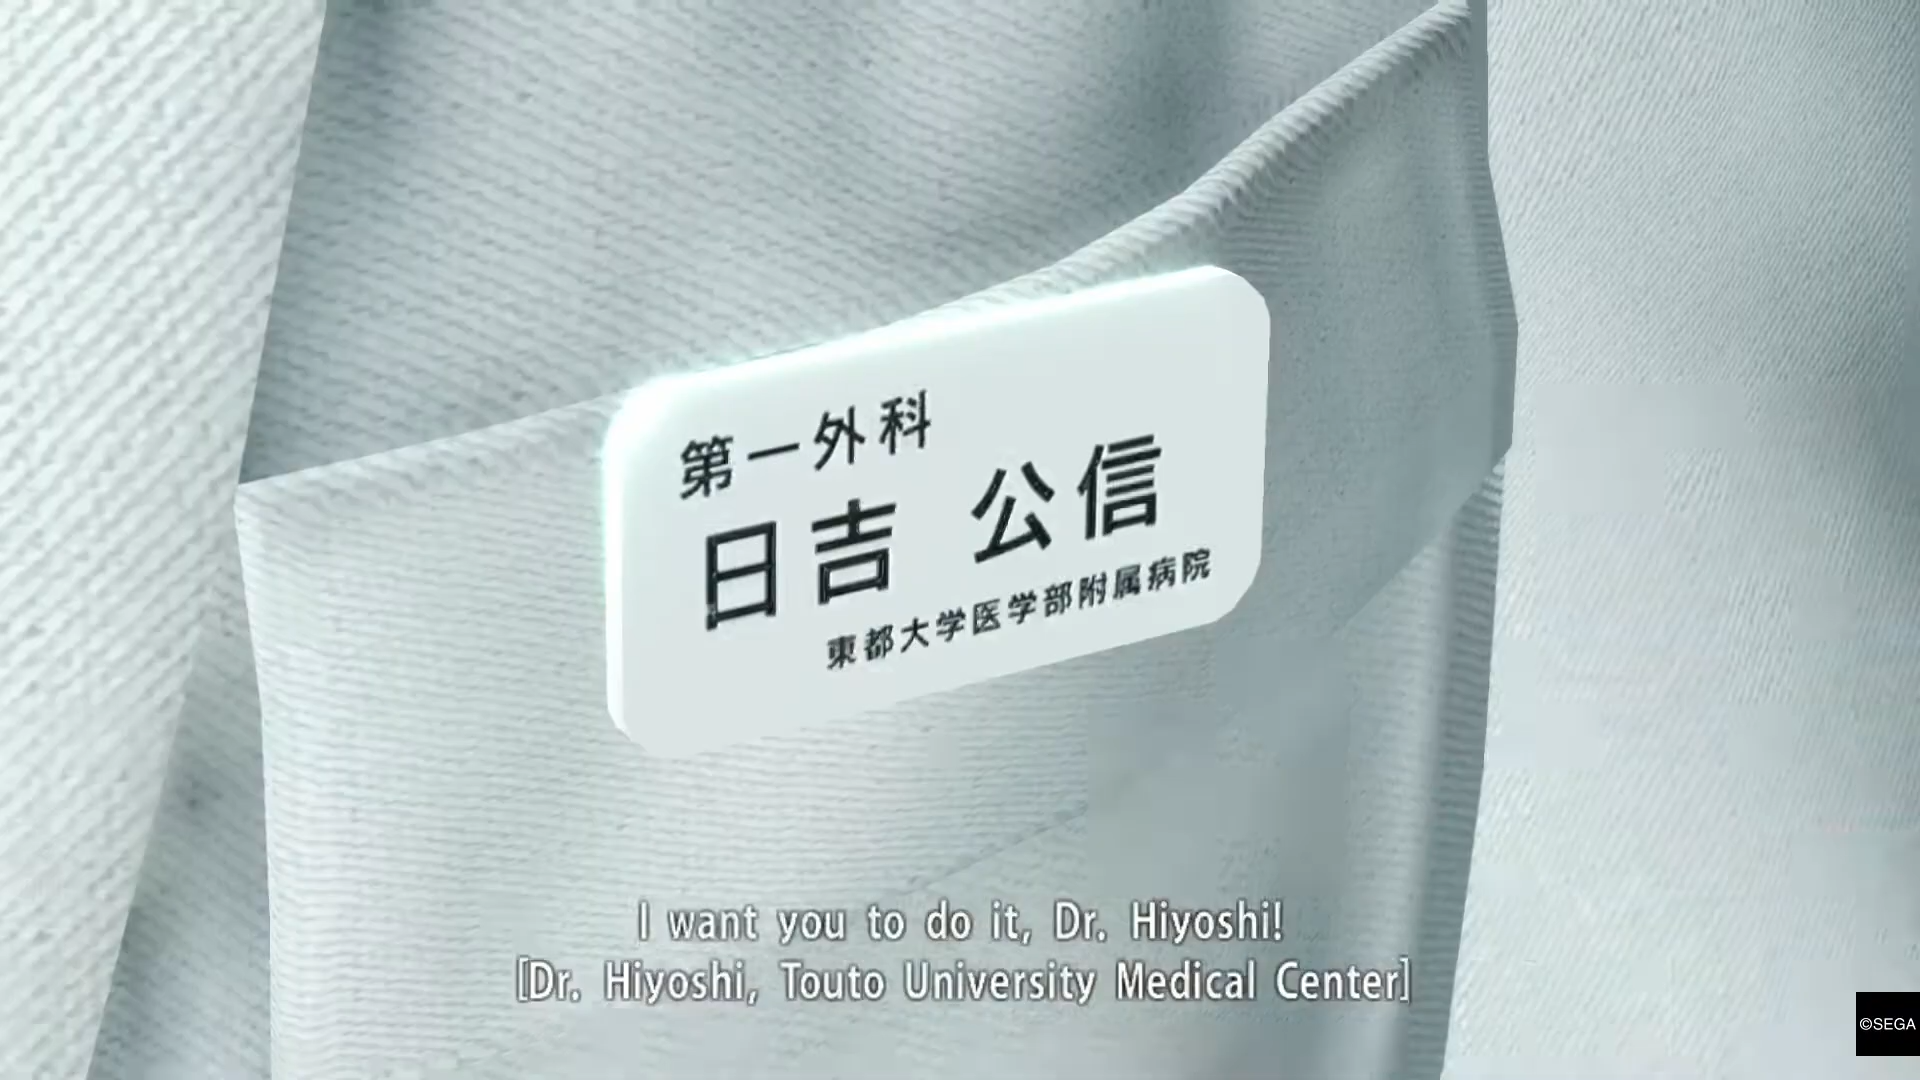 第一外科
日吉 公信
東都大学医学部附属病院
I want you to do it, Dr. Hiyoshi!
[Dr. Hiyoshi, Touto University Medical Center]
©SEGA